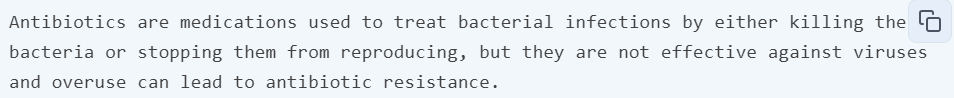 Antibiotics are medications used to treat bacterial infections by either killing the
bacteria or stopping them from reproducing, but they are not effective against viruses
and overuse can lead to antibiotic resistance.